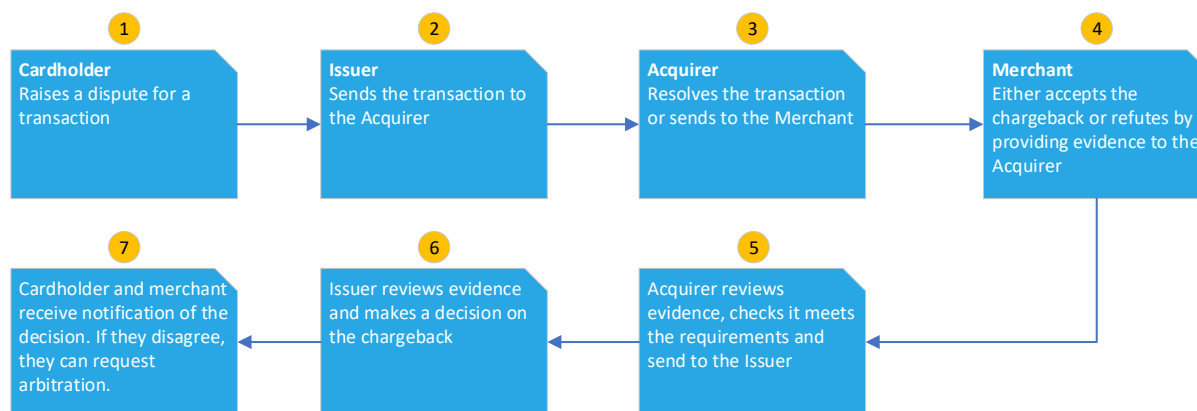 1
Cardholder
Raises a dispute for a
transaction
2
Issuer
Sends the transaction to
the Acquirer
3
Acquirer
Resolves the transaction
or sends to the Merchant
4
Merchant
Either accepts the
chargeback or refutes by
providing evidence to the
Acquirer
7
Cardholder and merchant
receive notification of the
decision. If they disagree,
they can request
arbitration.
6
Issuer reviews evidence
and makes a decision on
the chargeback
5
Acquirer reviews
evidence, checks it meets
the requirements and
send to the Issuer